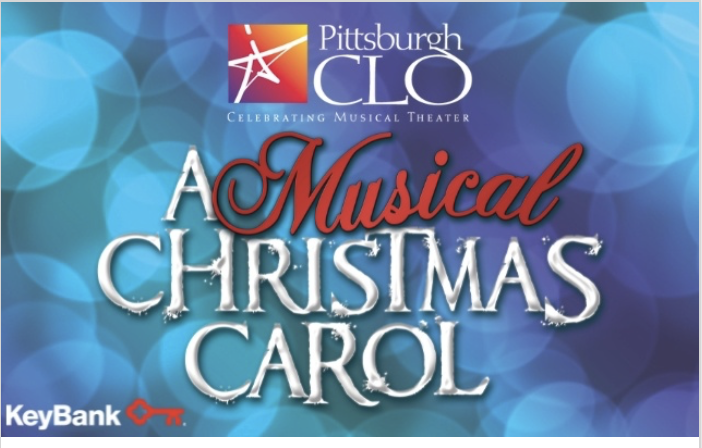 Pittsburgh
CLO
CELEBRATING MUSICAL THEATER
A Musical
CHRISTMAS
CAROL
KeyBank